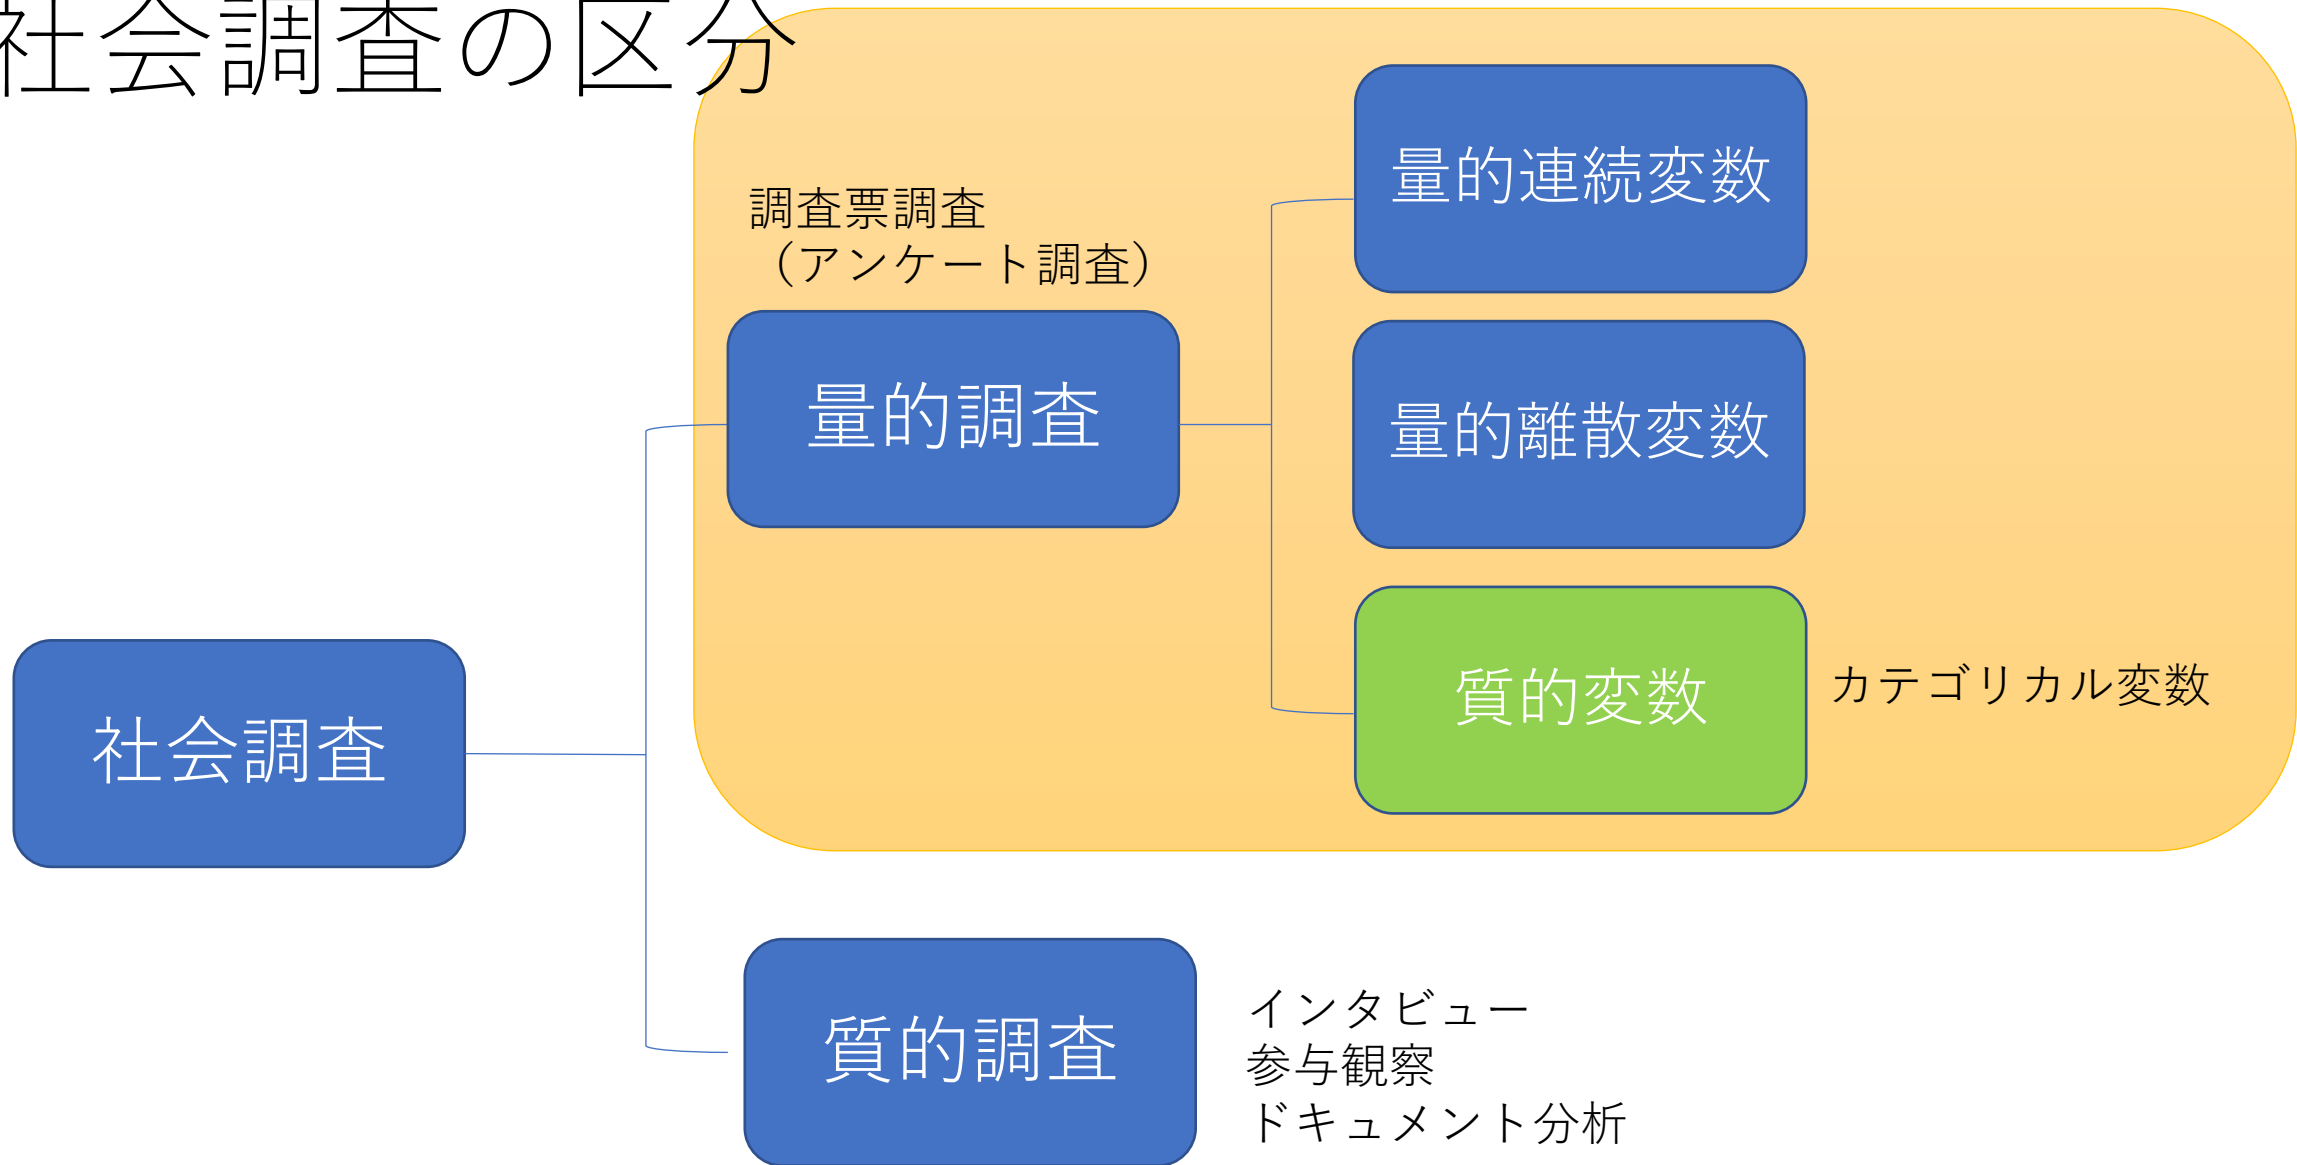 社会調査の区分
調査票調査
（アンケート調査）
量的連続変数
量的調査
量的離散変数
質的変数
カテゴリカル変数
社会調査
質的調査
インタビュー
参与観察
ドキュメント分析